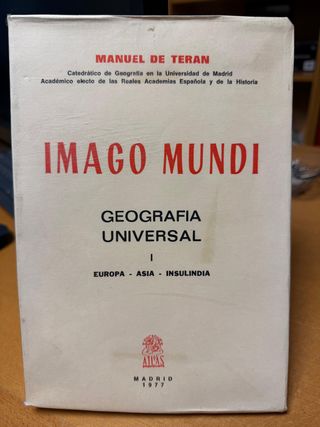 MANUEL DE TERAN
Catedrático de Geografía en la Universidad de Madrid
Académico electo de las Reales Academias Española y de la Historia
IMAGO MUNDI
GEOGRAFIA
UNIVERSAL
I
EUROPA - ASIA - INSULINDIA
ATLAS
MADRID
1977